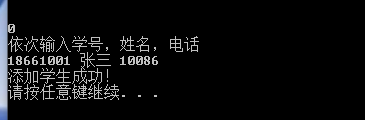 0
依次输入学号，姓名，电话
18661001 张三 10086
添加学生成功！
请按任意键继续. . .